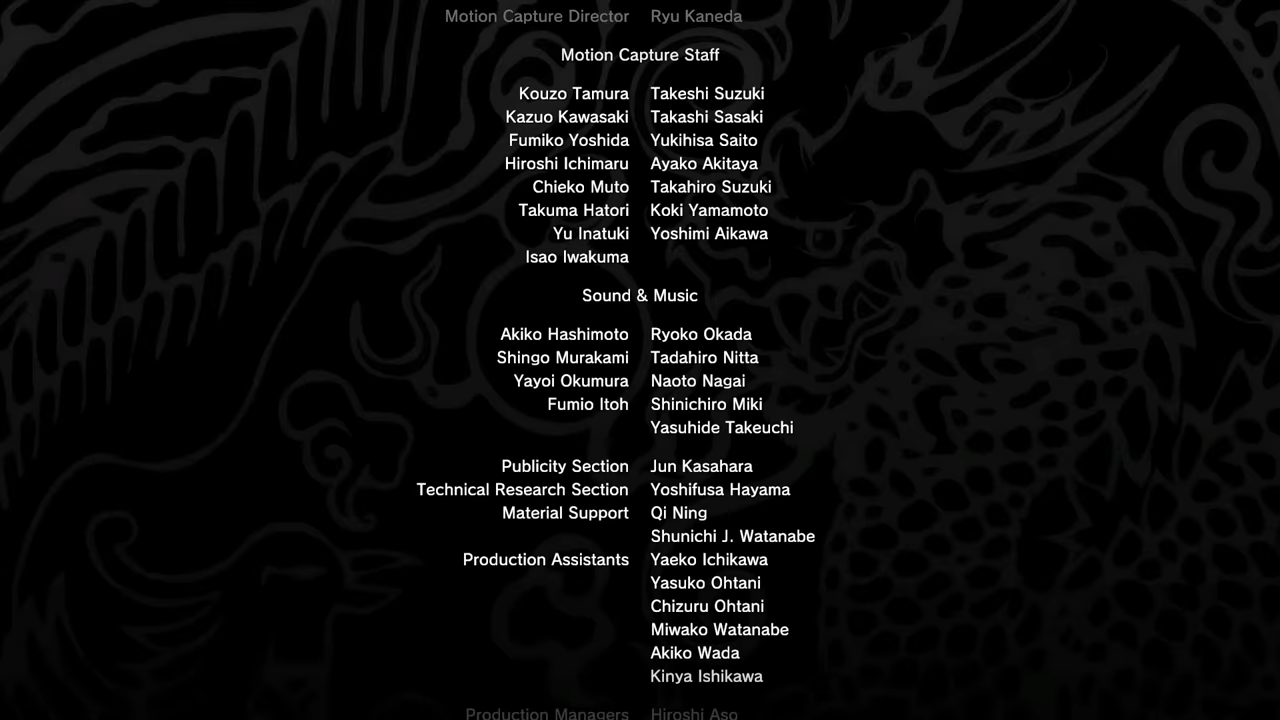 Motion Capture Director Ryu Kaneda
Motion Capture Staff
Kouzo Tamura Takeshi Suzuki
Kazuo Kawasaki Takashi Sasaki
Fumiko Yoshida Yukihisa Saito
Hiroshi Ichimaru Ayako Akitaya
Chieko Muto Takahiro Suzuki
Takuma Hatori Koki Yamamoto
Yu Inatuki Yoshimi Aikawa
Isao Iwakuma
Sound & Music
Akiko Hashimoto Ryoko Okada
Shingo Murakami Tadahiro Nitta
Yayoi Okumura Naoto Nagai
Fumio Itoh Shinichiro Miki
Yasuhide Takeuchi
Publicity Section Jun Kasahara
Technical Research Section Yoshifusa Hayama
Material Support Qi Ning
Shunichi J. Watanabe
Production Assistants Yaeko Ichikawa
Yasuko Ohtani
Chizuru Ohtani
Miwako Watanabe
Akiko Wada
Kinya Ishikawa
Production Managers Hiroshi Aso